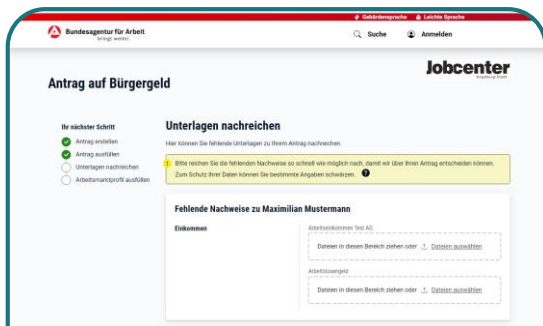 Gebärdensprache Leichte Sprache
Bundesagentur für Arbeit
bringt weiter.
Suche Anmelden
Jobcenter
Augsburg Stadt
Antrag auf Bürgergeld
Ihr nächster Schritt
Antrag erstellen
Antrag ausfüllen
Unterlagen nachreichen
Arbeitsmarktprofil ausfüllen
Unterlagen nachreichen
Hier können Sie fehlende Unterlagen zu Ihrem Antrag nachreichen.
Bitte reichen Sie die fehlenden Nachweise so schnell wie möglich nach, damit wir über Ihren Antrag entscheiden können.
Zum Schutz Ihrer Daten können Sie bestimmte Angaben schwärzen. ?
Fehlende Nachweise zu Maximilian Mustermann
Einkommen
Arbeitseinkommen Test AG
Dateien in diesen Bereich ziehen oder Dateien auswählen
Arbeitslosengeld
Dateien in diesen Bereich ziehen oder Dateien auswählen